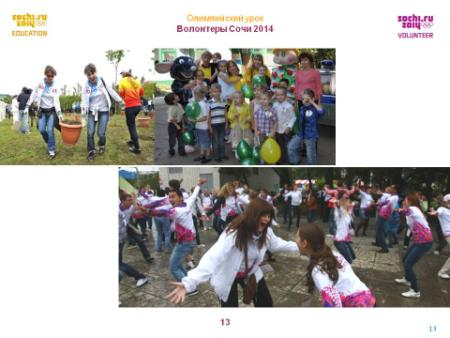 sochi.ru
2014
EDUCATION
Олимпийский урок
Волонтеры Сочи 2014
sochi.ru
2014
VOLUNTEER
13
13